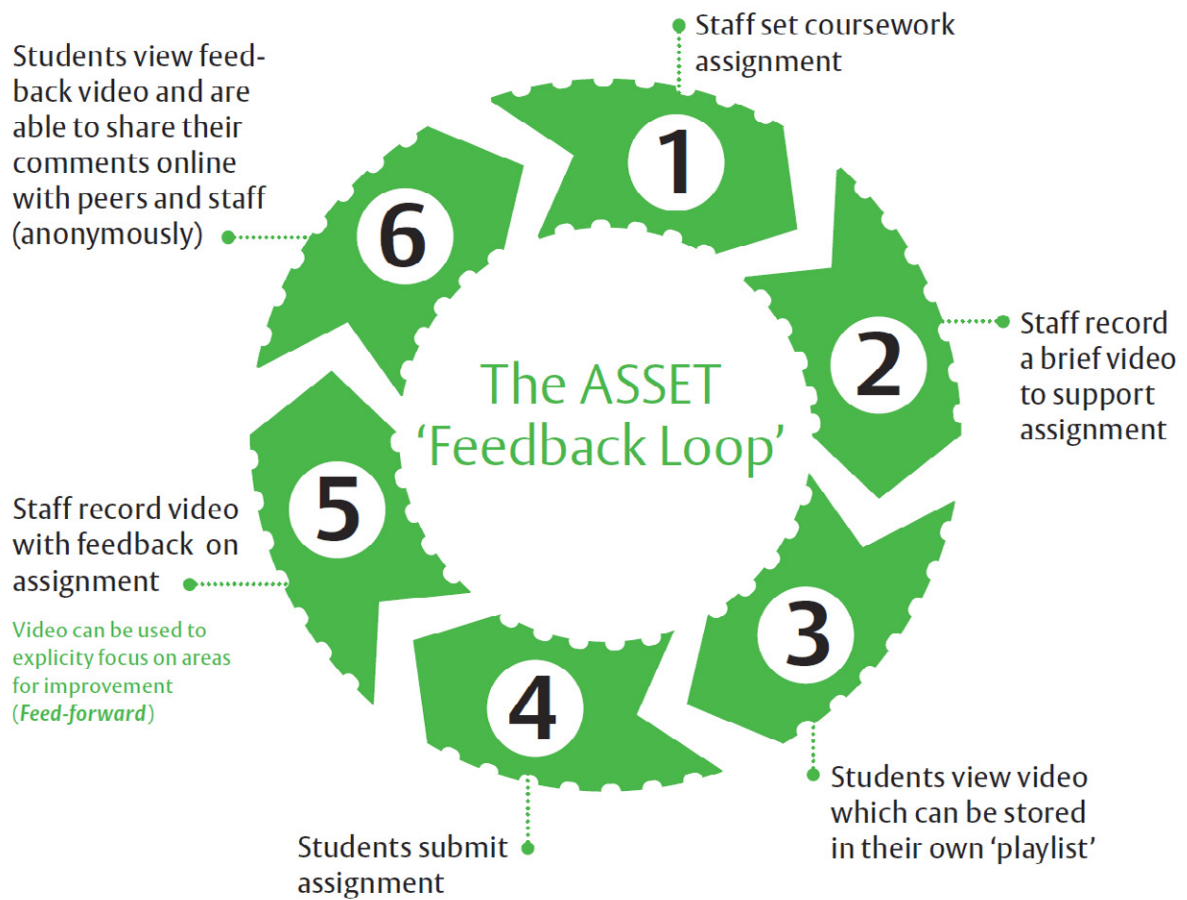 The ASSET
‘Feedback Loop’
1
Staff set coursework
assignment
2
Staff record
a brief video
to support
assignment
3
Students view video
which can be stored
in their own ‘playlist’
4
Students submit
assignment
5
Staff record video
with feedback on
assignment
Video can be used to
explicity focus on areas
for improvement
(Feed-forward)
6
Students view feed-
back video and are
able to share their
comments online
with peers and staff
(anonymously)